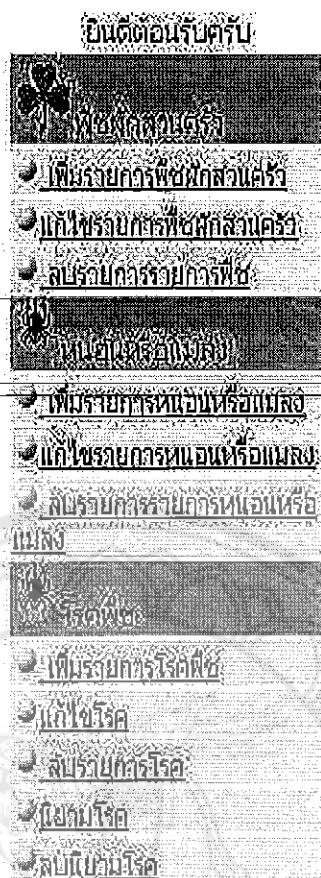 ยินดีต้อนรับครับ
พืชผักสวนครัว
เพิ่มรายการพืชผักสวนครัว
แก้ไขรายการพืชผักสวนครัว
ลบรายการรายการพืช
หนอนหรือแมลง
เพิ่มรายการหนอนหรือแมลง
แก้ไขรายการหนอนหรือแมลง
ลบรายการรายการหนอนหรือ
แมลง
โรคพืช
เพิ่มรายการโรคพืช
แก้ไขโรค
ลบรายการโรค
นิยามโรค
ลบนิยามโรค